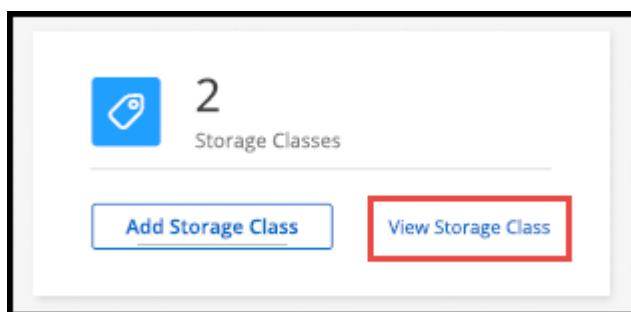 2
Storage Classes
Add Storage Class
View Storage Class